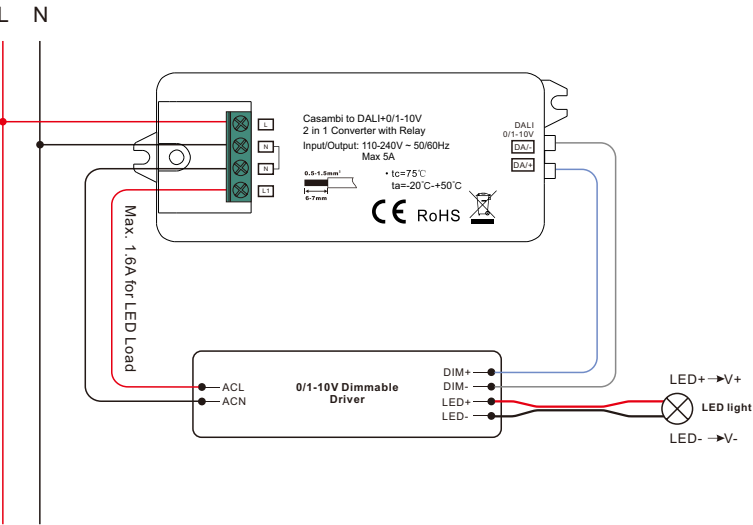 L N
Casambi to DALI+0/1-10V
2 in 1 Converter with Relay
Input/Output: 110-240V ~ 50/60Hz
Max 5A
0.5-1.5mm²
6-7mm
• tc=75℃
ta=-20℃-+50℃
CE RoHS
L
N
N
L1
DALI
0/1-10V
DA/-
DA/+
Max. 1.6A for LED Load
ACL
ACN
0/1-10V Dimmable
Driver
DIM+
DIM-
LED+
LED-
LED+→V+
LED light
LED- →V-